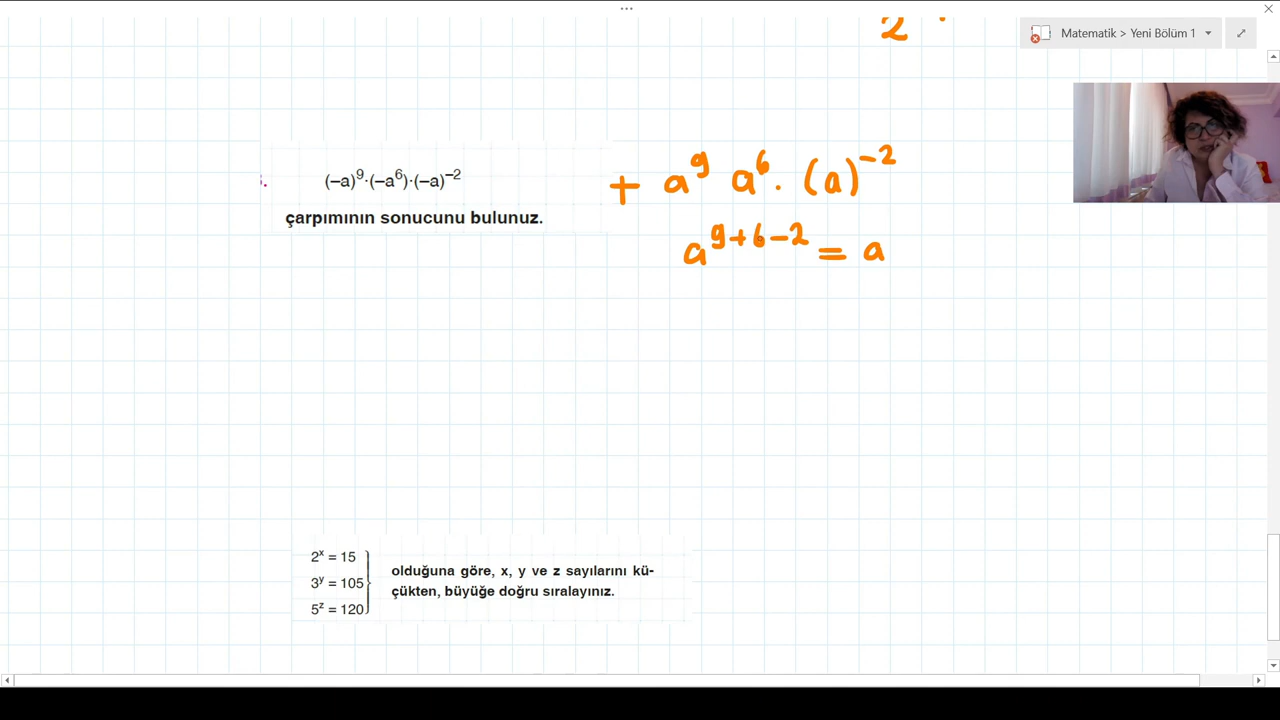 2
Matematik > Yeni Bölüm 1
(–a)⁹·(–a⁶)·(–a)⁻²
çarpımının sonucunu bulunuz.
+ a⁹ a⁶ · (a)⁻²
a⁹⁺⁶⁻² = a
2ˣ = 15
3ʸ = 105
5ᶻ = 120
olduğuna göre, x, y ve z sayılarını kü-
çükten, büyüğe doğru sıralayınız.